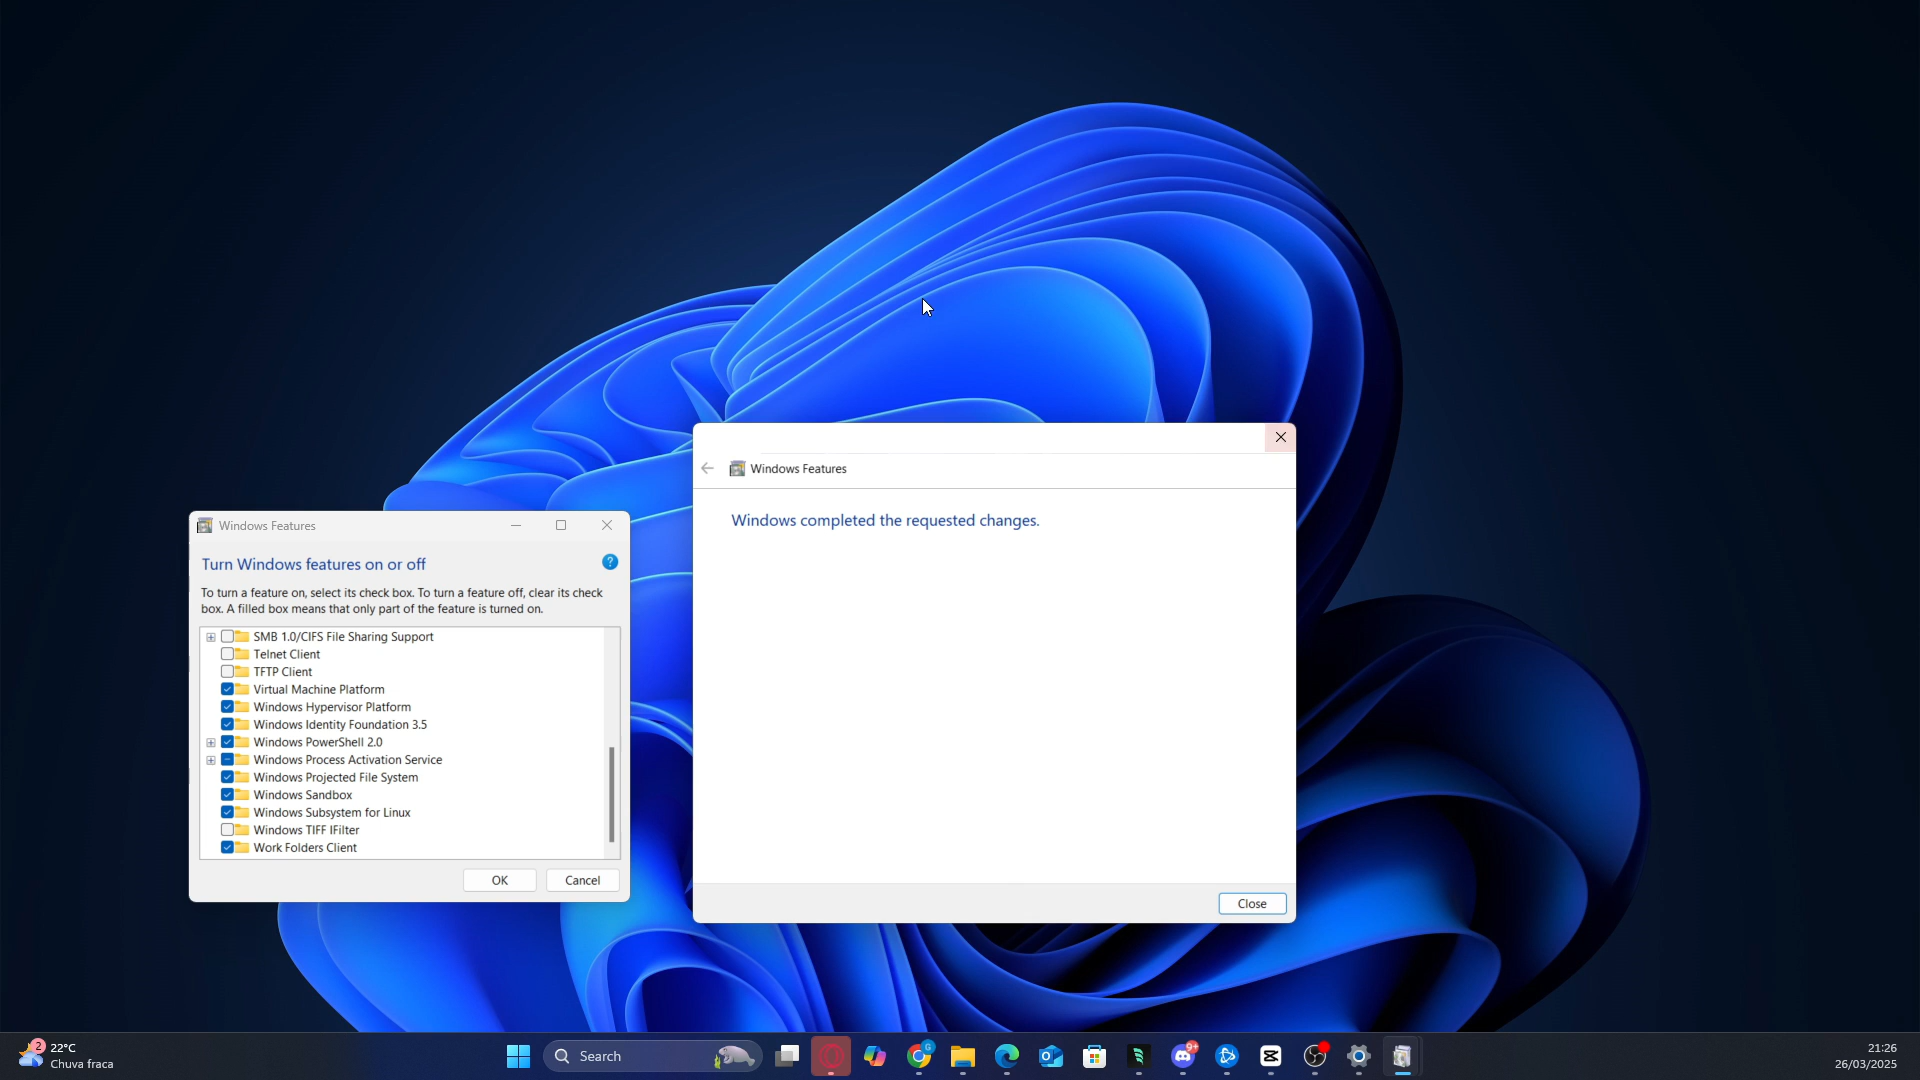 Windows Features
Windows completed the requested changes.
Close
Windows Features
Turn Windows features on or off
?
To turn a feature on, select its check box. To turn a feature off, clear its check
box. A filled box means that only part of the feature is turned on.
SMB 1.0/CIFS File Sharing Support
Telnet Client
TFTP Client
Virtual Machine Platform
Windows Hypervisor Platform
Windows Identity Foundation 3.5
Windows PowerShell 2.0
Windows Process Activation Service
Windows Projected File System
Windows Sandbox
Windows Subsystem for Linux
Windows TIFF IFilter
Work Folders Client
OK Cancel
2
22°C
Chuva fraca
Search
G
9+
21:26
26/03/2025